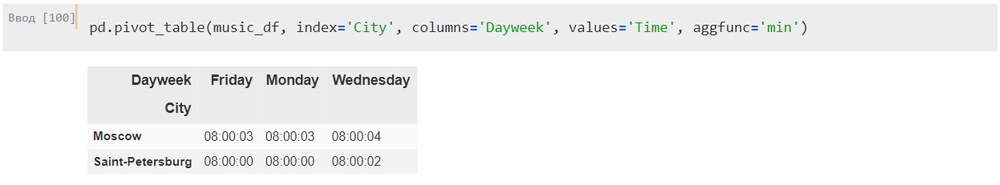 Ввод [100]
pd.pivot_table(music_df, index='City', columns='Dayweek', values='Time', aggfunc='min')
Dayweek Friday Monday Wednesday
City
Moscow 08:00:03 08:00:03 08:00:04
Saint-Petersburg 08:00:00 08:00:00 08:00:02